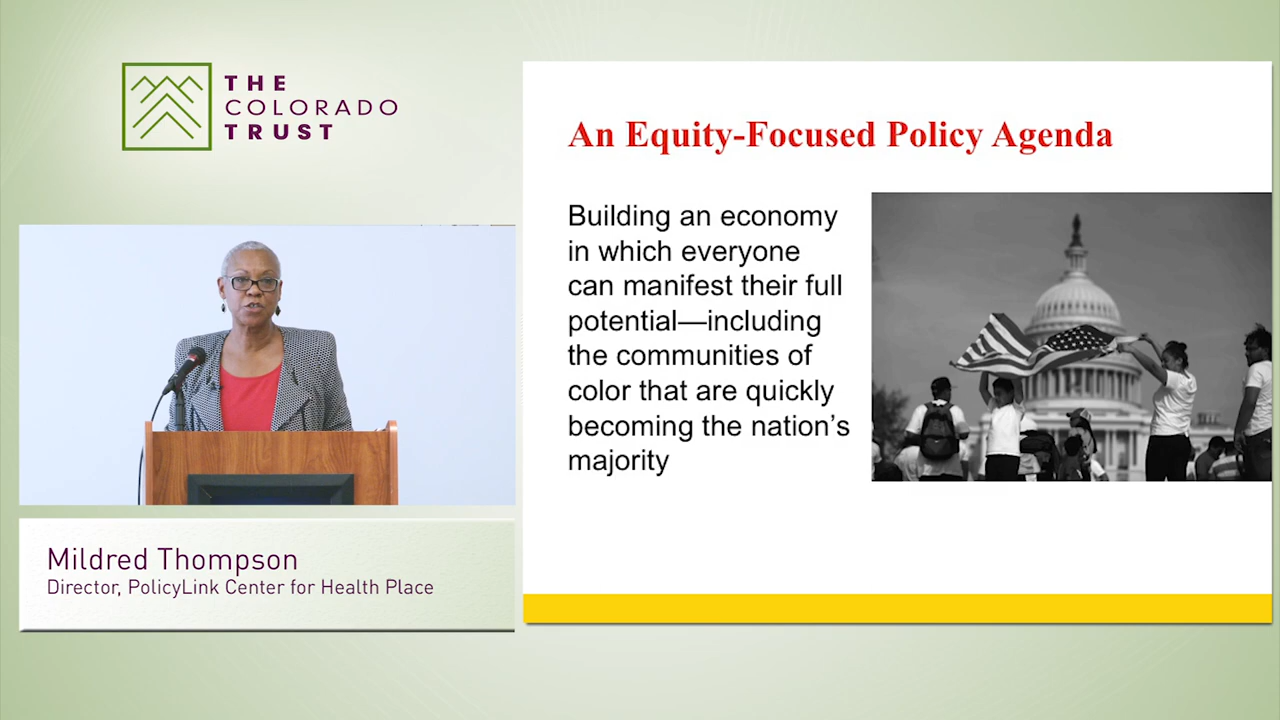 THE
COLORADO
TRUST
Mildred Thompson
Director, PolicyLink Center for Health Place
An Equity-Focused Policy Agenda
Building an economy
in which everyone
can manifest their full
potential—including
the communities of
color that are quickly
becoming the nation’s
majority